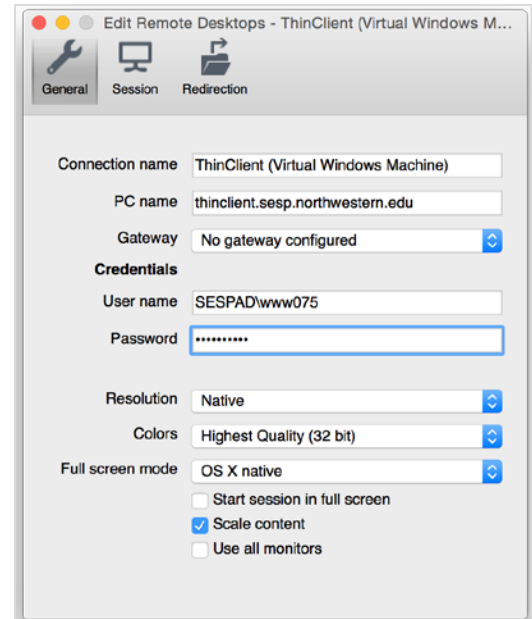 Edit Remote Desktops - ThinClient (Virtual Windows M...
General Session Redirection
Connection name ThinClient (Virtual Windows Machine)
PC name thinclient.sesp.northwestern.edu
Gateway No gateway configured
Credentials
User name SESPAD\www075
Password ••••••••••
Resolution Native
Colors Highest Quality (32 bit)
Full screen mode OS X native
Start session in full screen
Scale content
Use all monitors